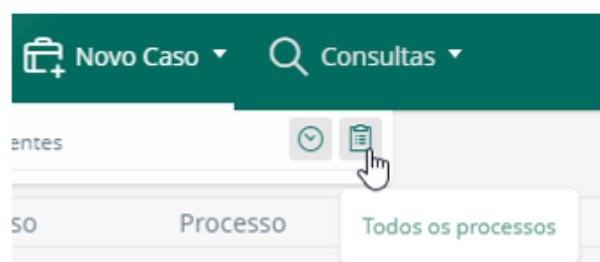 Novo Caso
Consultas
entes
so
Processo
Todos os processos